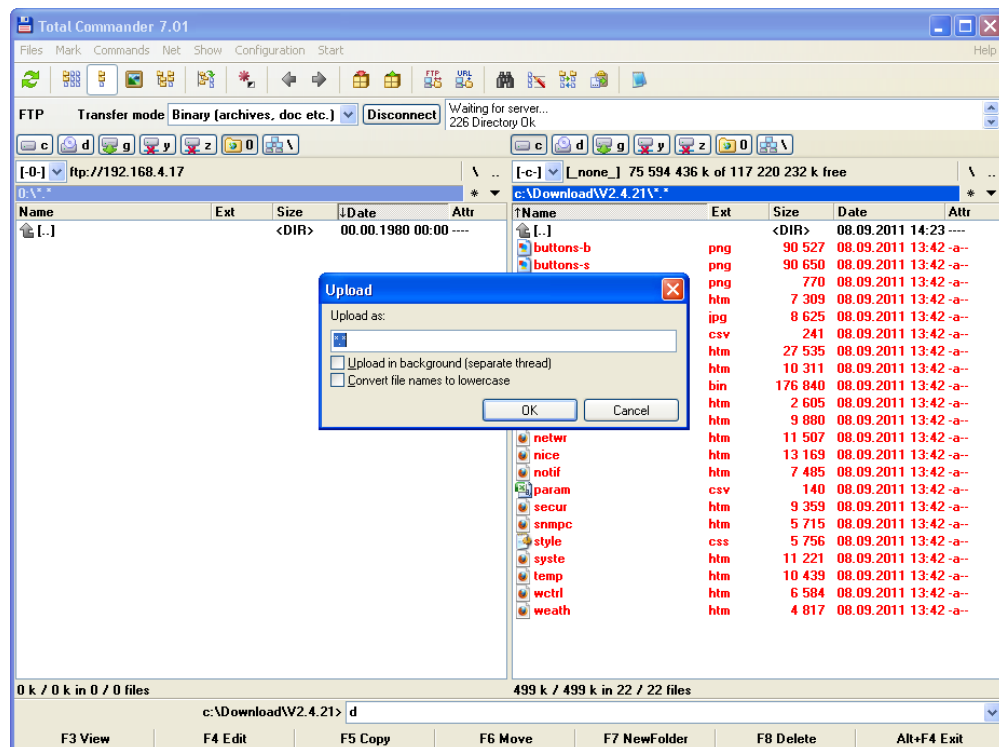 Total Commander 7.01
Files Mark Commands Net Show Configuration Start Help
FTP URL
FTP Transfer mode Binary (archives, doc etc.) Disconnect
Waiting for server...
226 Directory Ok
c d g y z 0 \ c d g y z 0 \
[-0-] ftp://192.168.4.17 \ .. [-c-] [_none_] 75 594 436 k of 117 220 232 k free \ ..
0:\*.* * c:\Download\V2.4.21\*.* *
Name Ext Size ↓Date Attr ↑Name Ext Size Date Attr
[..] <DIR> 00.00.1980 00:00 ---- [..] <DIR> 08.09.2011 14:23 ----
buttons-b png 90 527 08.09.2011 13:42 -a--
buttons-s png 90 650 08.09.2011 13:42 -a--
png 770 08.09.2011 13:42 -a--
htm 7 309 08.09.2011 13:42 -a--
jpg 8 625 08.09.2011 13:42 -a--
csv 241 08.09.2011 13:42 -a--
htm 27 535 08.09.2011 13:42 -a--
htm 10 311 08.09.2011 13:42 -a--
bin 176 840 08.09.2011 13:42 -a--
htm 2 605 08.09.2011 13:42 -a--
htm 9 880 08.09.2011 13:42 -a--
netwr htm 11 507 08.09.2011 13:42 -a--
nice htm 13 169 08.09.2011 13:42 -a--
notif htm 7 485 08.09.2011 13:42 -a--
param csv 140 08.09.2011 13:42 -a--
secur htm 9 359 08.09.2011 13:42 -a--
snmpc htm 5 715 08.09.2011 13:42 -a--
style css 5 756 08.09.2011 13:42 -a--
syste htm 11 221 08.09.2011 13:42 -a--
temp htm 10 439 08.09.2011 13:42 -a--
wctrl htm 6 584 08.09.2011 13:42 -a--
weath htm 4 817 08.09.2011 13:42 -a--
Upload
Upload as:
*.*
Upload in background (separate thread)
Convert file names to lowercase
OK Cancel
0 k / 0 k in 0 / 0 files 499 k / 499 k in 22 / 22 files
c:\Download\V2.4.21> d
F3 View F4 Edit F5 Copy F6 Move F7 NewFolder F8 Delete Alt+F4 Exit